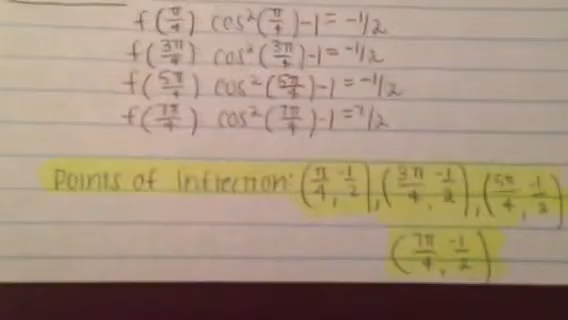 f(π/4) cos²(π/4)-1 = -1/2
f(3π/4) cos²(3π/4)-1 = -1/2
f(5π/4) cos²(5π/4)-1 = -1/2
f(7π/4) cos²(7π/4)-1 = -1/2
Points of Inflection: (π/4, -1/2), (3π/4, -1/2), (5π/4, -1/2)
(7π/4, -1/2)